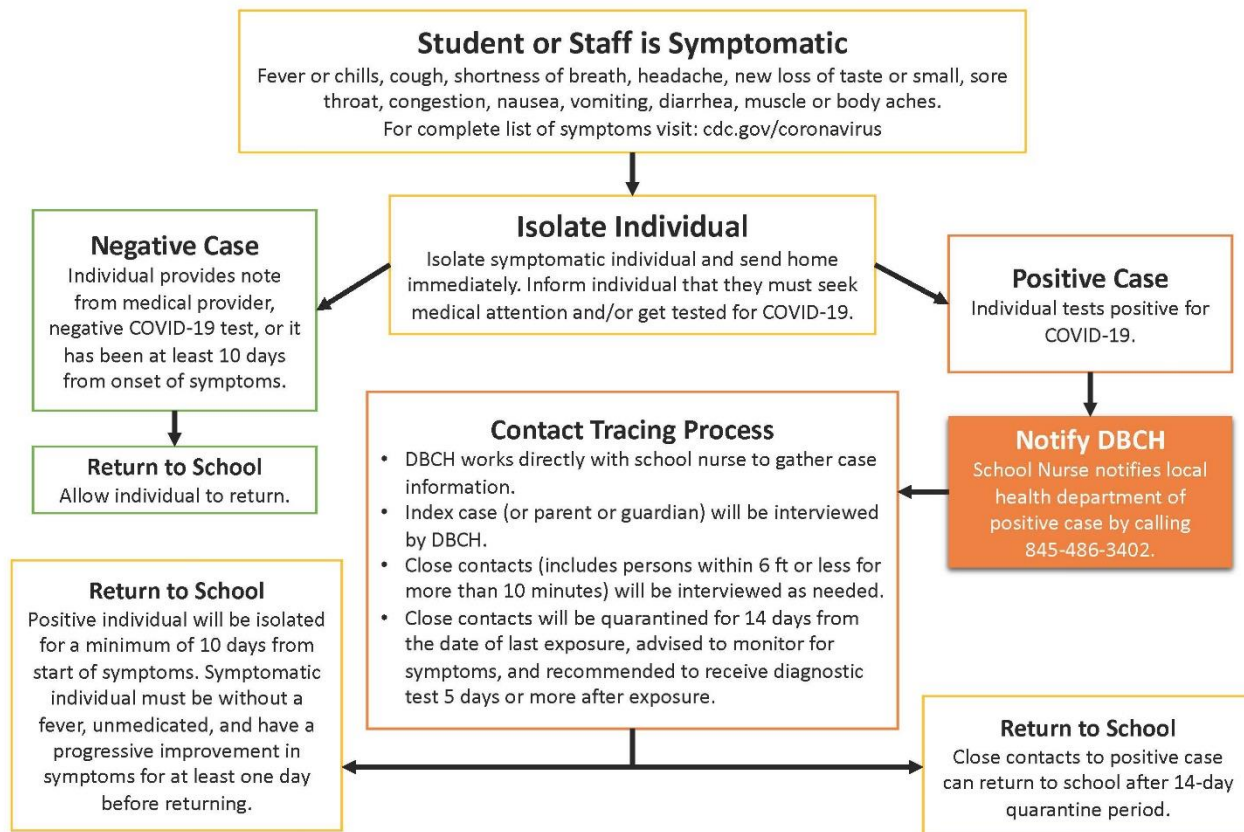 Student or Staff is Symptomatic
Fever or chills, cough, shortness of breath, headache, new loss of taste or small, sore
throat, congestion, nausea, vomiting, diarrhea, muscle or body aches.
For complete list of symptoms visit: cdc.gov/coronavirus
Isolate Individual
Isolate symptomatic individual and send home
immediately. Inform individual that they must seek
medical attention and/or get tested for COVID-19.
Negative Case
Individual provides note
from medical provider,
negative COVID-19 test, or it
has been at least 10 days
from onset of symptoms.
Return to School
Allow individual to return.
Positive Case
Individual tests positive for
COVID-19.
Notify DBCH
School Nurse notifies local
health department of
positive case by calling
845-486-3402.
Contact Tracing Process
• DBCH works directly with school nurse to gather case
information.
• Index case (or parent or guardian) will be interviewed
by DBCH.
• Close contacts (includes persons within 6 ft or less for
more than 10 minutes) will be interviewed as needed.
• Close contacts will be quarantined for 14 days from
the date of last exposure, advised to monitor for
symptoms, and recommended to receive diagnostic
test 5 days or more after exposure.
Return to School
Positive individual will be isolated
for a minimum of 10 days from
start of symptoms. Symptomatic
individual must be without a
fever, unmedicated, and have a
progressive improvement in
symptoms for at least one day
before returning.
Return to School
Close contacts to positive case
can return to school after 14-day
quarantine period.